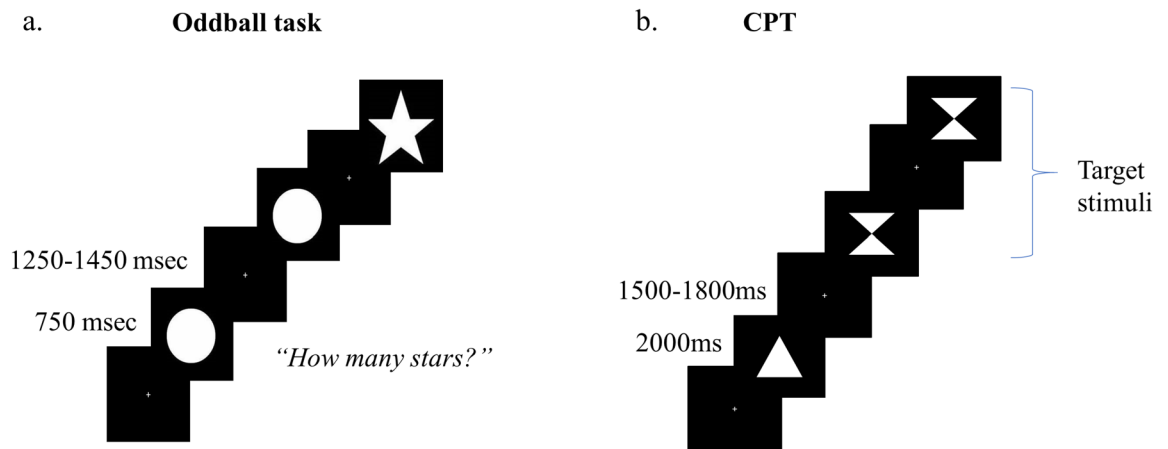 a.
Oddball task
1250-1450 msec
750 msec
“How many stars?”
b.
CPT
Target
stimuli
1500-1800ms
2000ms